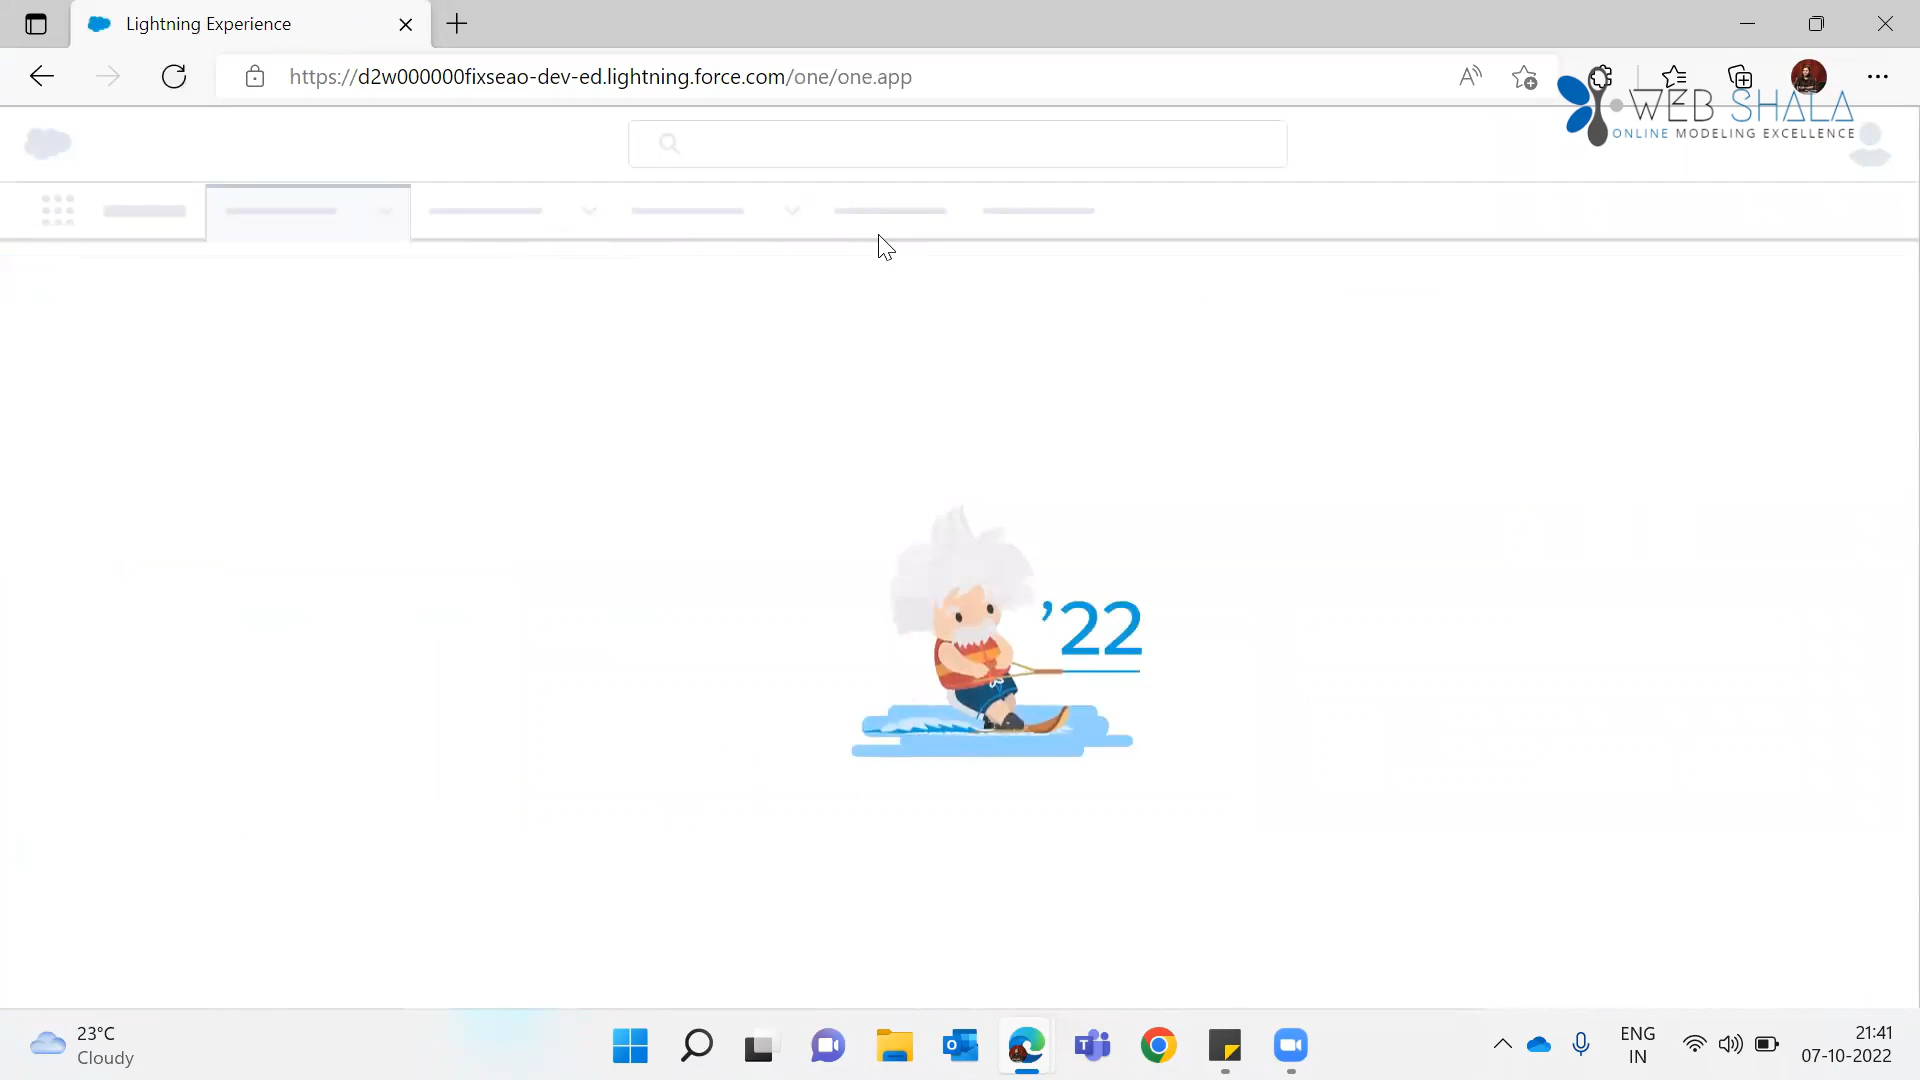 Lightning Experience
https://d2w000000fixseao-dev-ed.lightning.force.com/one/one.app
WEB SHALA
ONLINE MODELING EXCELLENCE
’22
23°C
Cloudy
ENG
IN
21:41
07-10-2022